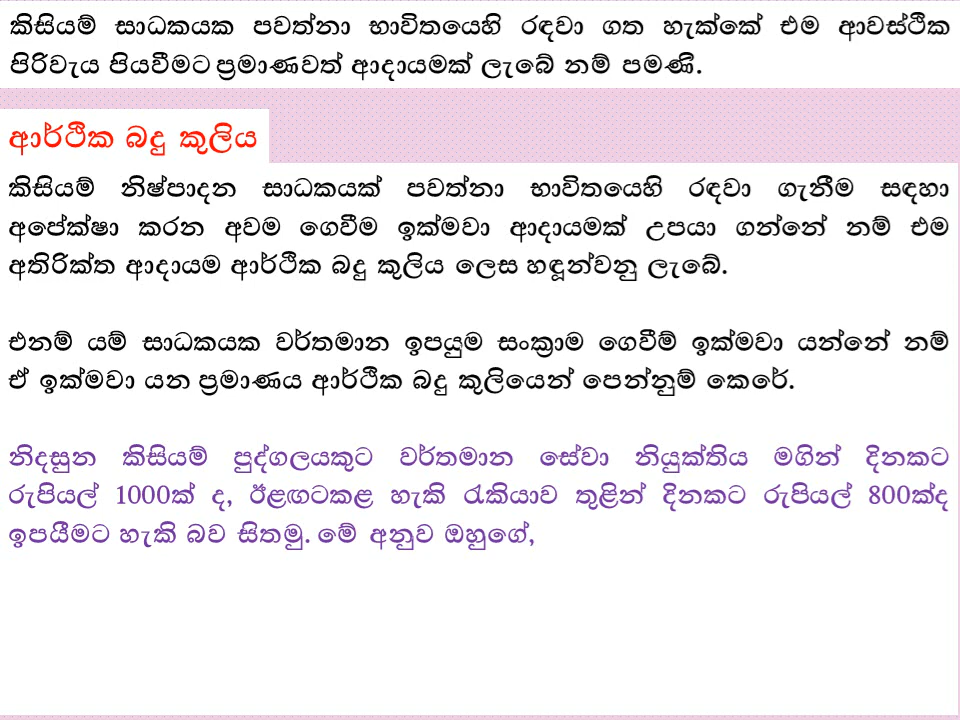 කිසියම් සාධකයක පවත්නා භාවිතයෙහි රඳවා ගත හැක්කේ එම ආවස්ථික
පිරිවැය පියවීමට ප්‍රමාණවත් ආදායමක් ලැබේ නම් පමණි.
ආර්ථික බදු කුලිය
කිසියම් නිෂ්පාදන සාධකයක් පවත්නා භාවිතයෙහි රඳවා ගැනීම සඳහා
අපේක්ෂා කරන අවම ගෙවීම ඉක්මවා ආදායමක් උපයා ගන්නේ නම් එම
අතිරික්ත ආදායම ආර්ථික බදු කුලිය ලෙස හඳූන්වනු ලැබේ.
එනම් යම් සාධකයක වර්තමාන ඉපයුම සංක්‍රාම ගෙවීම් ඉක්මවා යන්නේ නම්
ඒ ඉක්මවා යන ප්‍රමාණය ආර්ථික බදු කුලියෙන් පෙන්නුම් කෙරේ.
නිදසුන කිසියම් පුද්ගලයකුට වර්තමාන සේවා නියුක්තිය මගින් දිනකට
රුපියල් 1000ක් ද, ඊළඟටකළ හැකි රැකියාව තුළින් දිනකට රුපියල් 800ක්ද
ඉපයීමට හැකි බව සිතමු. මේ අනුව ඔහුගේ,